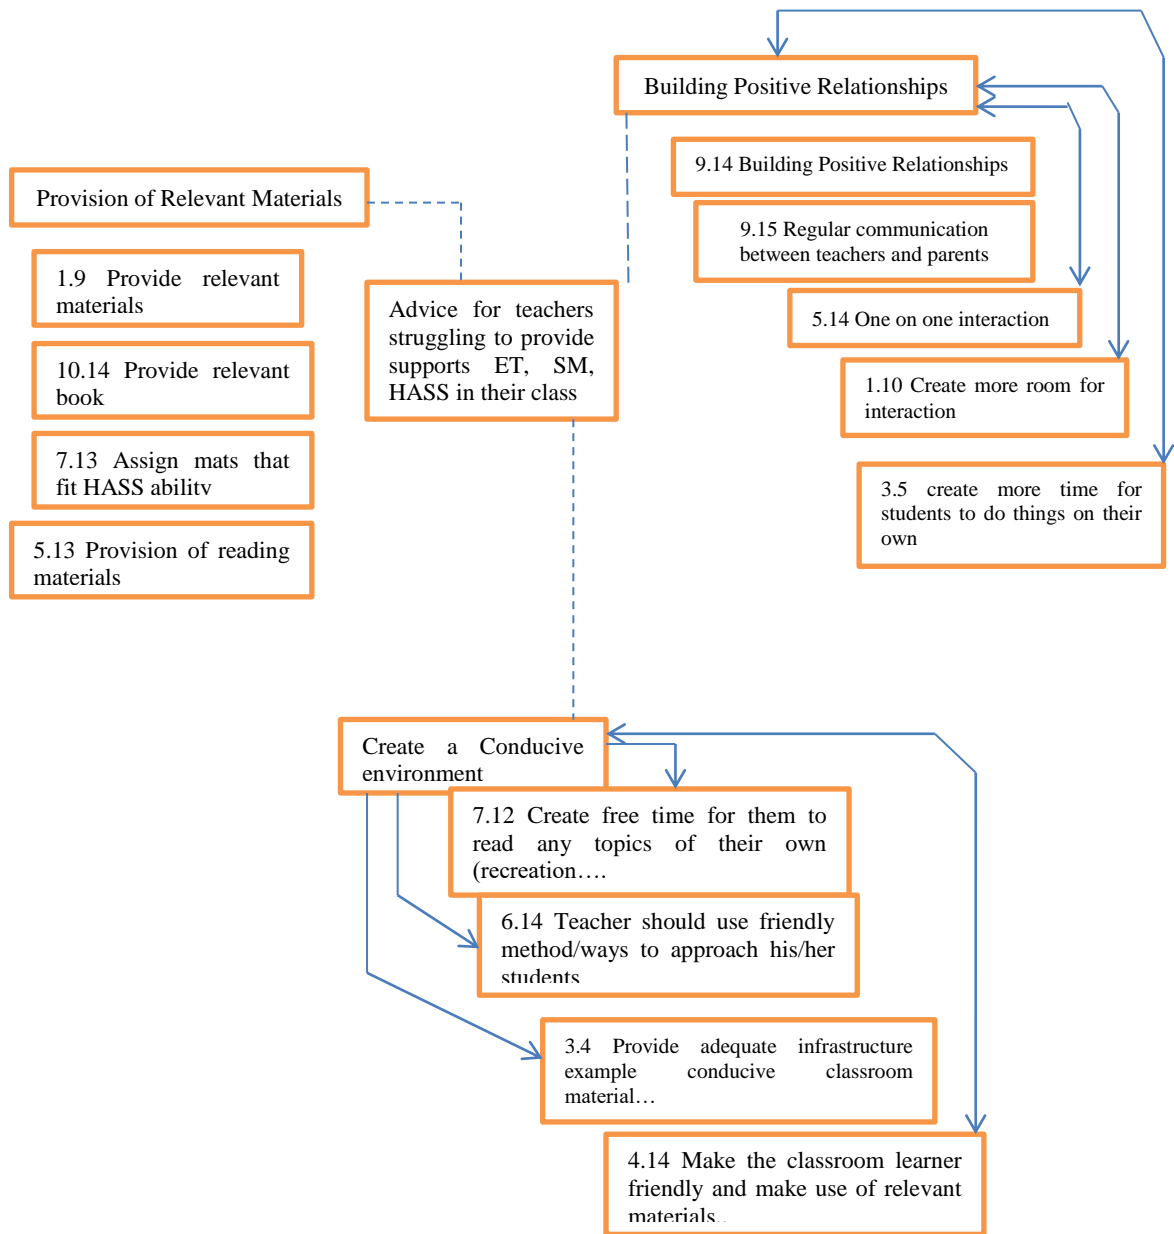 Building Positive Relationships
9.14 Building Positive Relationships
9.15 Regular communication
between teachers and parents
5.14 One on one interaction
1.10 Create more room for
interaction
3.5 create more time for
students to do things on their
own
Provision of Relevant Materials
1.9 Provide relevant
materials
10.14 Provide relevant
book
7.13 Assign mats that
fit HASS ability
5.13 Provision of reading
materials
Advice for teachers
struggling to provide
supports ET, SM,
HASS in their class
Create a Conducive
environment
7.12 Create free time for them to
read any topics of their own
(recreation….
6.14 Teacher should use friendly
method/ways to approach his/her
students
3.4 Provide adequate infrastructure
example conducive classroom
material…
4.14 Make the classroom learner
friendly and make use of relevant
materials..